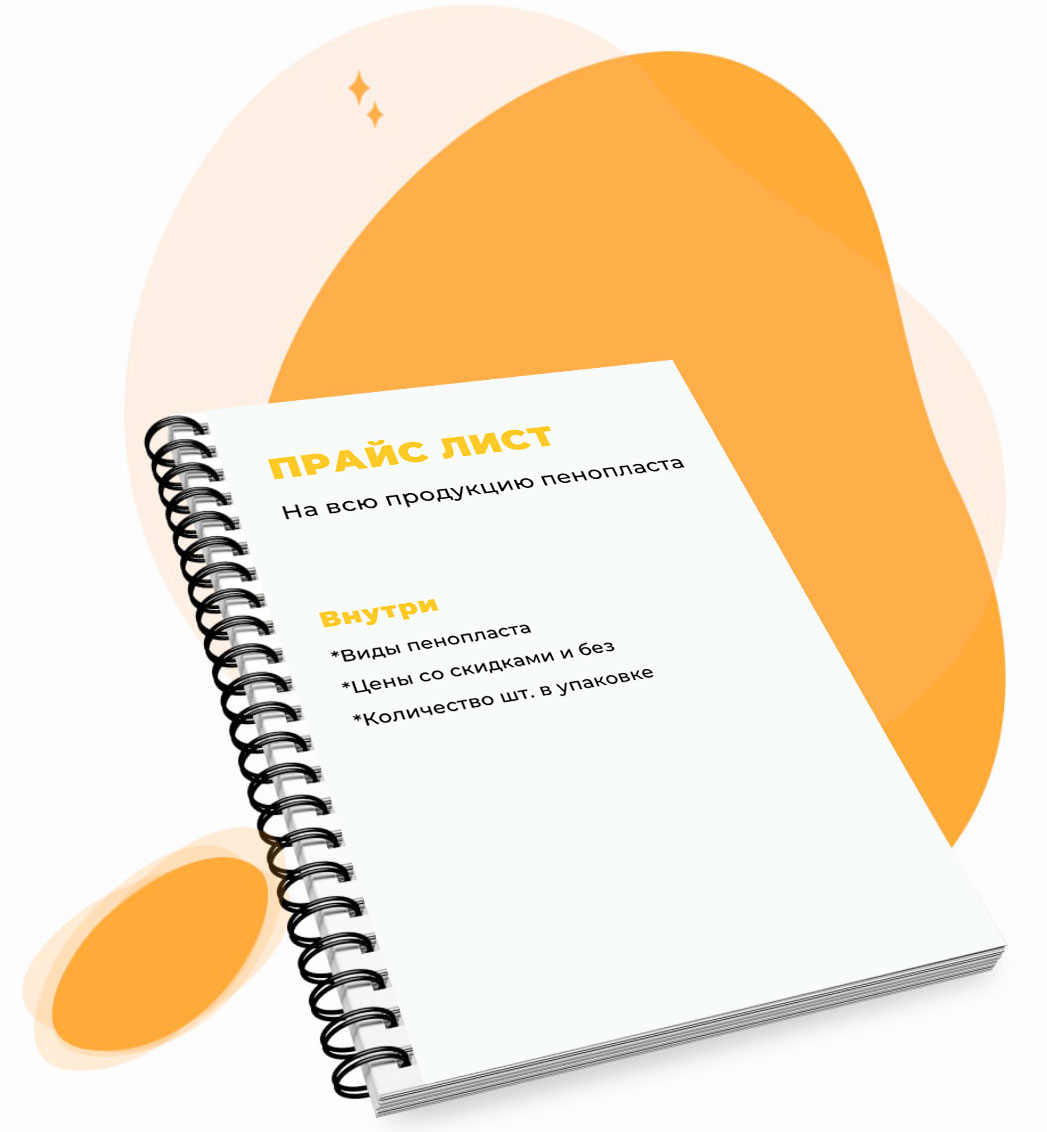 ПРАЙС ЛИСТ
На всю продукцию пенопласта
Внутри
*Виды пенопласта
*Цены со скидками и без
*Количество шт. в упаковке